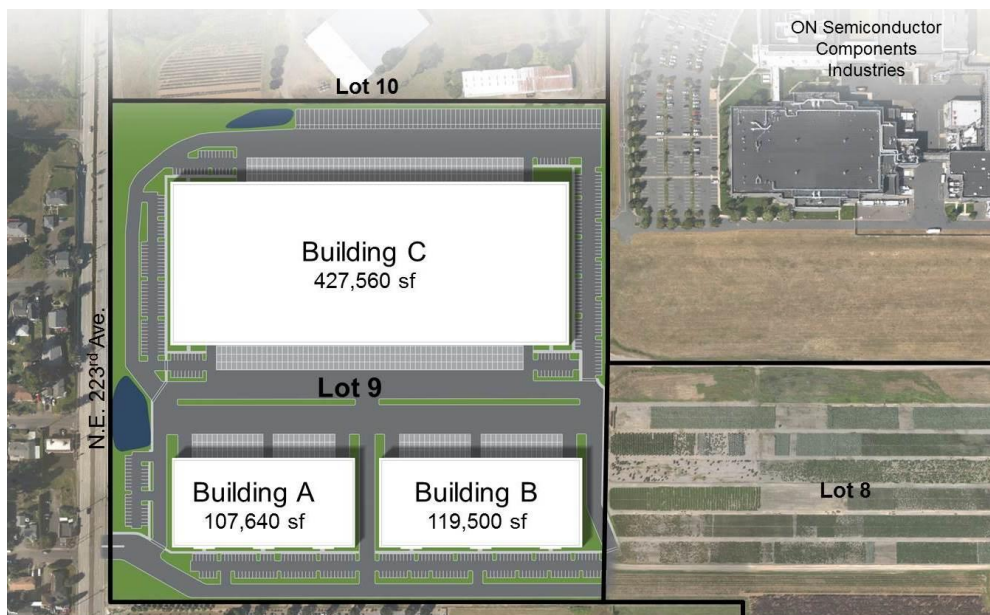 ON Semiconductor
Components
Industries
Lot 10
Building C
427,560 sf
N.E. 223rd Ave.
Lot 9
Building A
107,640 sf
Building B
119,500 sf
Lot 8